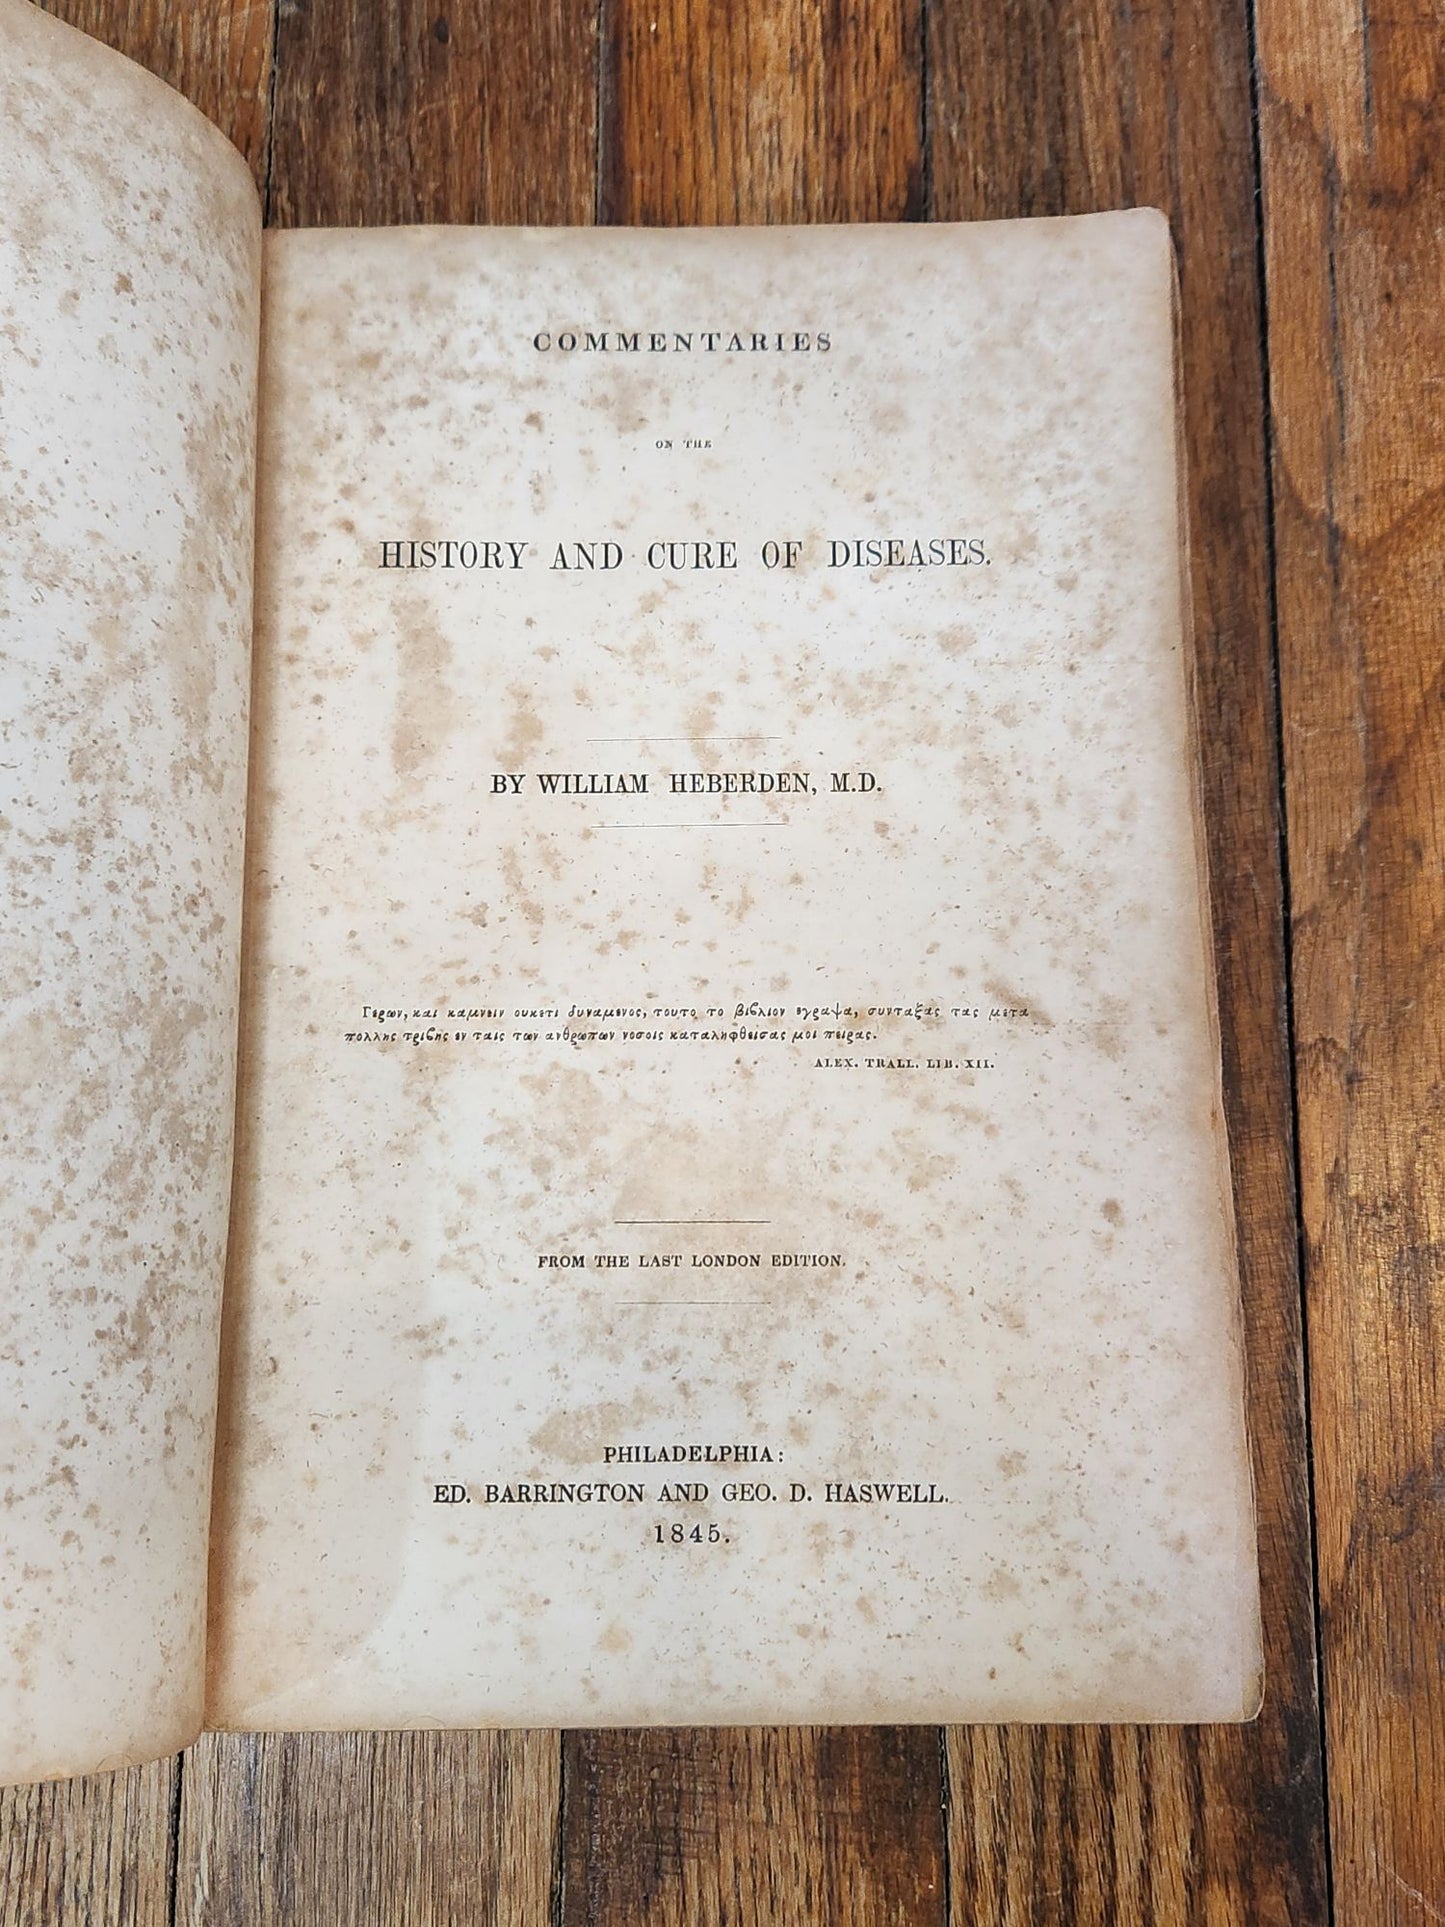 COMMENTARIES
ON THE
HISTORY AND CURE OF DISEASES.
BY WILLIAM HEBERDEN, M.D.
Γερων, και καμνειν ουκετι δυναμενος, τουτο το βιϐλιον εγραψα, συνταξας τας μετα
πολλης τριϐης εν ταις των ανθρωπων νοσοις καταληφθεισας μοι πειρας.
ALEX. TRALL. LIB. XII.
FROM THE LAST LONDON EDITION.
PHILADELPHIA:
ED. BARRINGTON AND GEO. D. HASWELL.
1845.